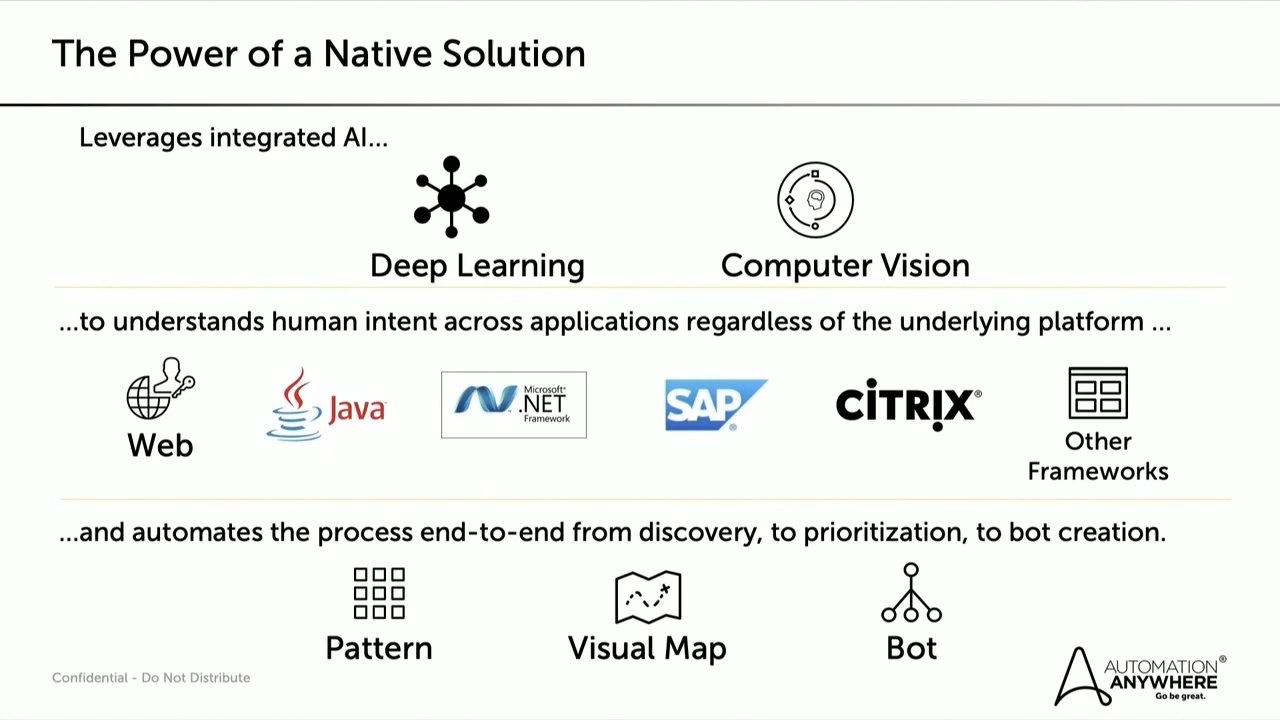 The Power of a Native Solution
Leverages integrated AI...
Deep Learning
Computer Vision
...to understands human intent across applications regardless of the underlying platform ...
Web
Java
Microsoft®
.NET
Framework
SAP®
CİTRIX®
Other
Frameworks
...and automates the process end-to-end from discovery, to prioritization, to bot creation.
Pattern
Visual Map
Bot
Confidential - Do Not Distribute
AUTOMATION®
ANYWHERE
Go be great.